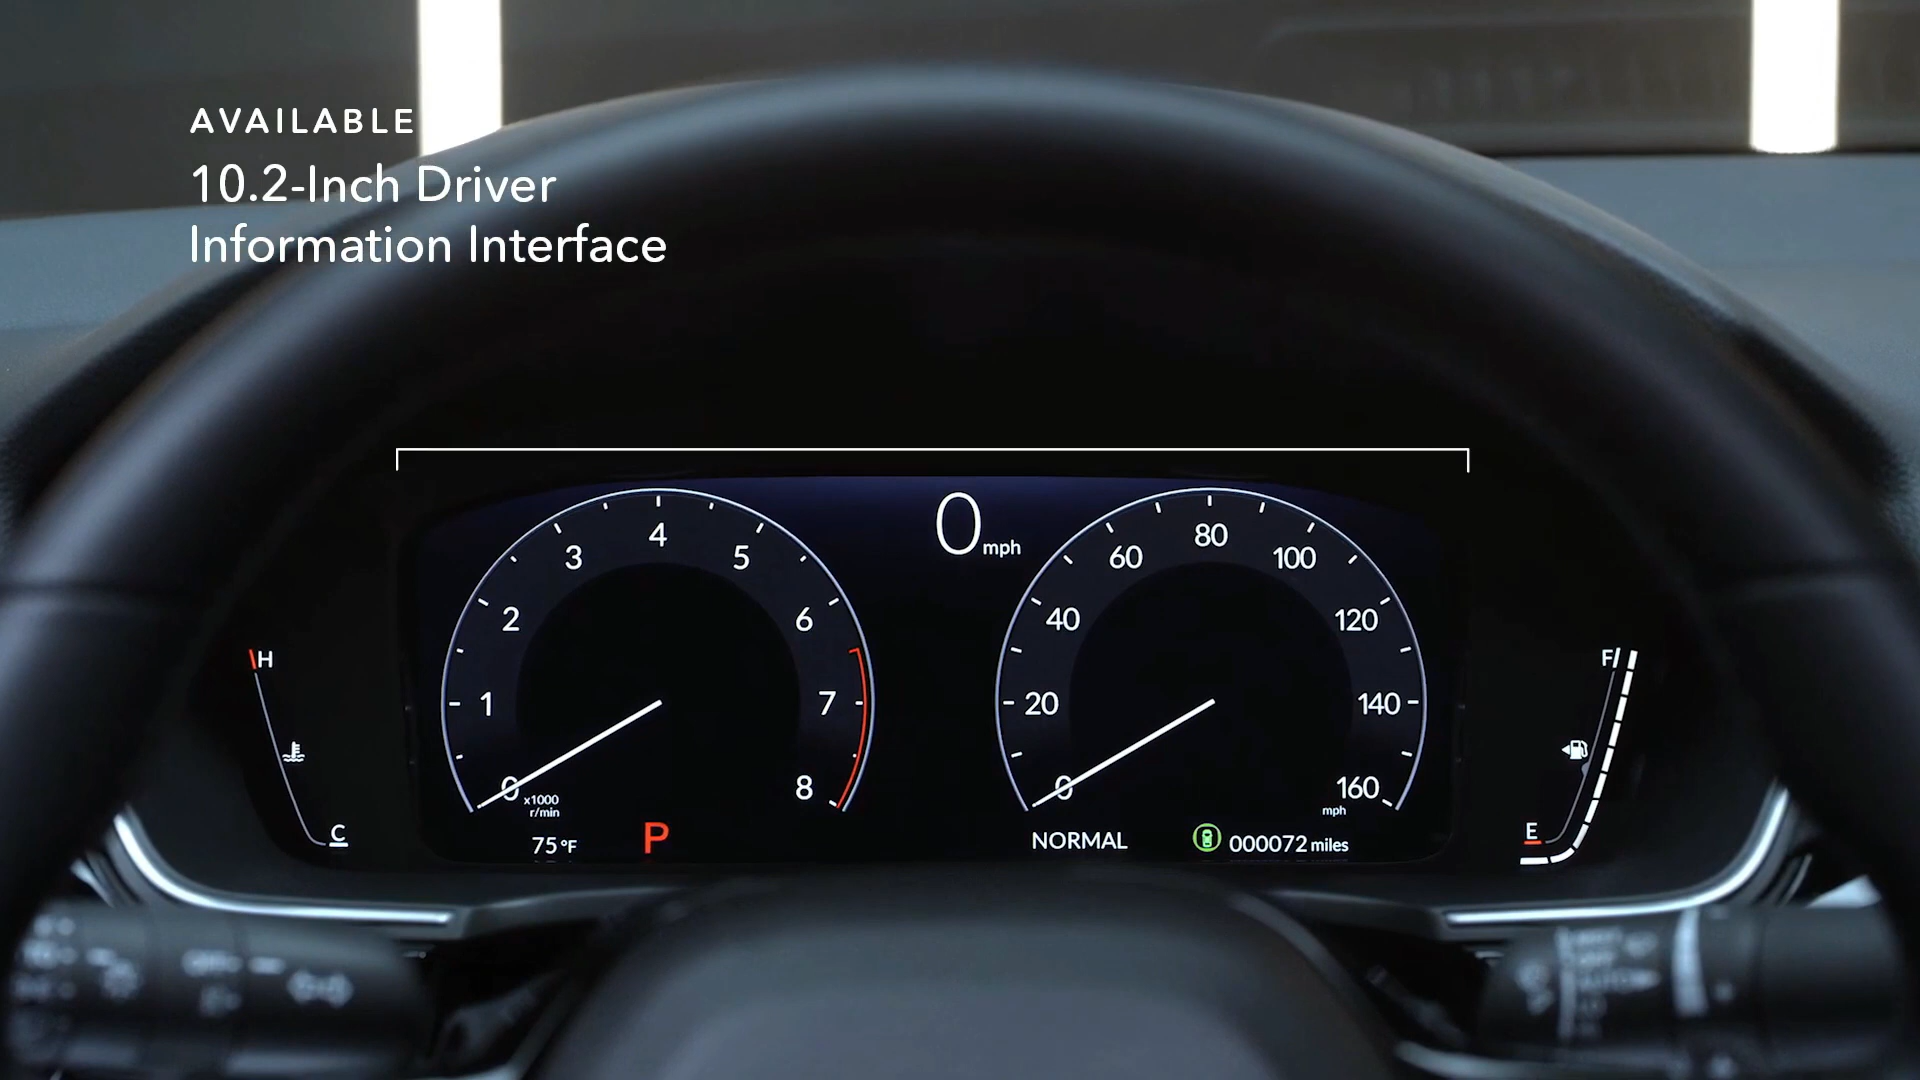 AVAILABLE
10.2-Inch Driver
Information Interface
0 mph
4
3
5
2
6
1
7
0
8
x1000
r/min
80
60
100
40
120
20
140
0
160
mph
H
C
F
E
75 °F
P
NORMAL
000072 miles
AUTO